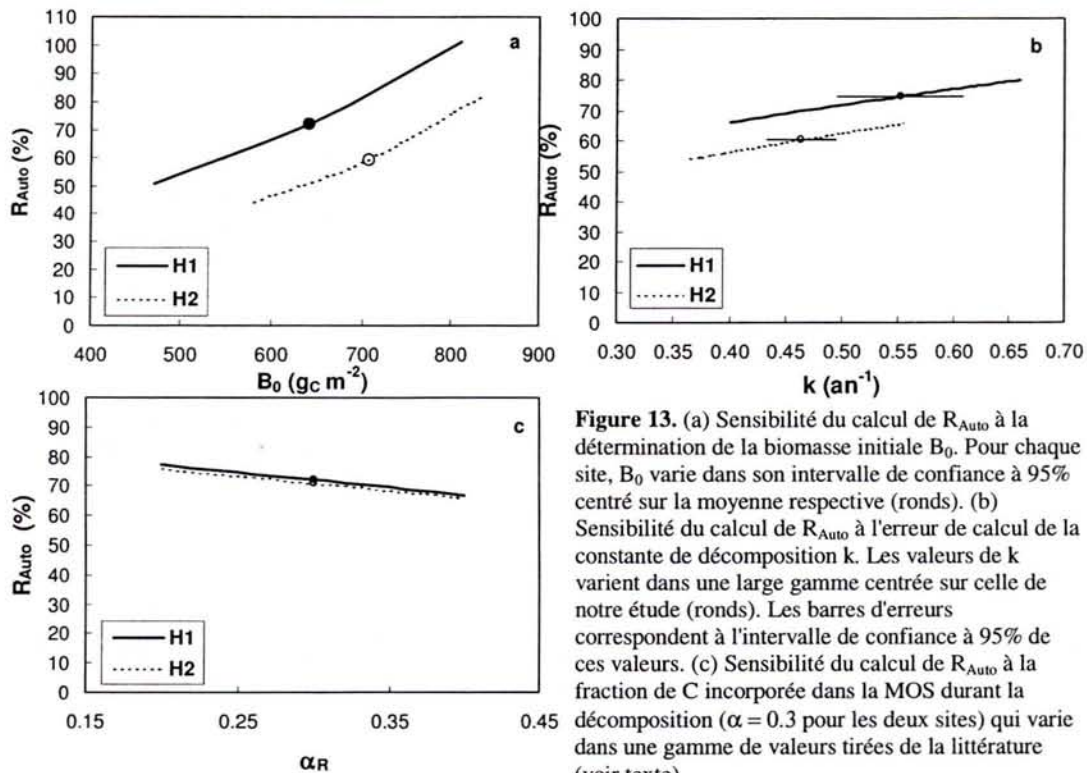 110
100
90
80
70
60
50
40
30
20
10
0
R_Auto (%)
a
H1
H2
400 500 600 700 800 900
B_0 (g_C m^-2)
100
90
80
70
60
50
40
30
20
10
0
R_Auto (%)
b
H1
H2
0.30 0.35 0.40 0.45 0.50 0.55 0.60 0.65 0.70
k (an^-1)
100
90
80
70
60
50
40
30
20
10
0
R_Auto (%)
c
H1
H2
0.15 0.25 0.35 0.45
α_R
Figure 13. (a) Sensibilité du calcul de R_Auto à la
détermination de la biomasse initiale B_0. Pour chaque
site, B_0 varie dans son intervalle de confiance à 95%
centré sur la moyenne respective (ronds). (b)
Sensibilité du calcul de R_Auto à l'erreur de calcul de la
constante de décomposition k. Les valeurs de k
varient dans une large gamme centrée sur celle de
notre étude (ronds). Les barres d'erreurs
correspondent à l'intervalle de confiance à 95% de
ces valeurs. (c) Sensibilité du calcul de R_Auto à la
fraction de C incorporée dans la MOS durant la
décomposition (α = 0.3 pour les deux sites) qui varie
dans une gamme de valeurs tirées de la littérature
(voir texte)